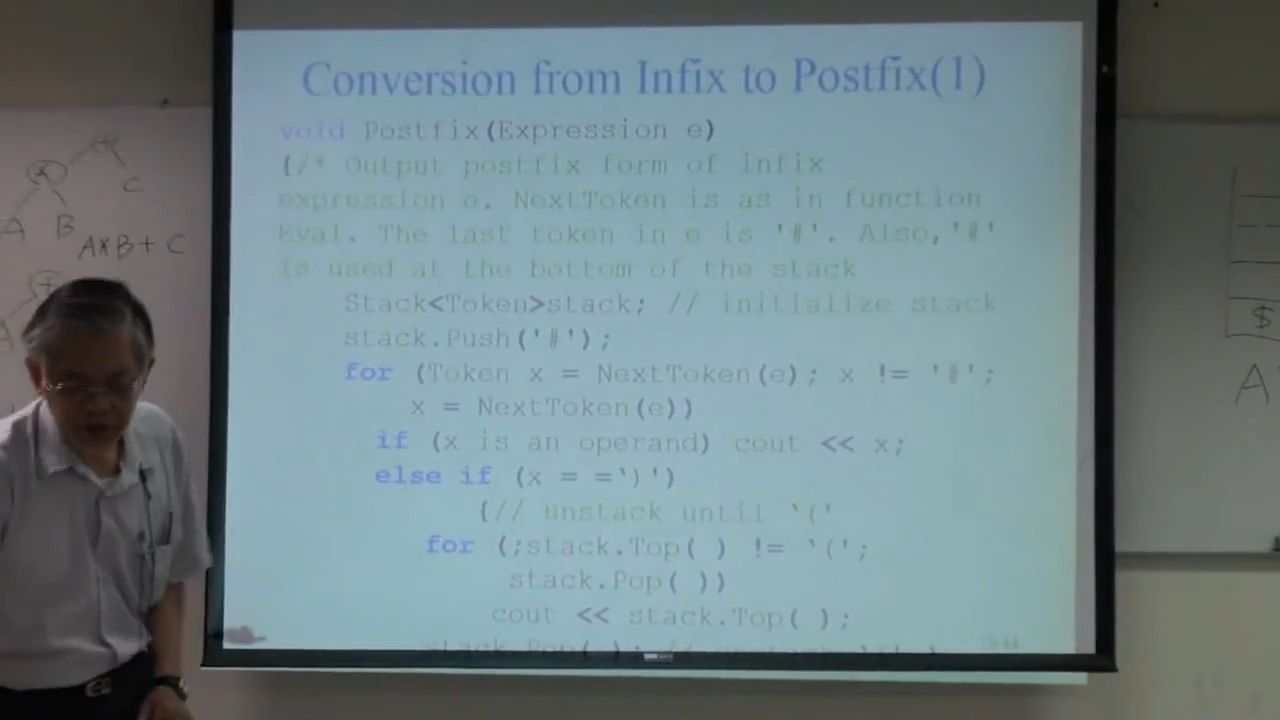 Conversion from Infix to Postfix(1)
void Postfix(Expression e)
{/* Output postfix form of infix
expression e. NextToken is as in function
Eval. The last token in e is '#'. Also,'#'
is used at the bottom of the stack
Stack<Token>stack; // initialize stack
stack.Push('#');
for (Token x = NextToken(e); x != '#';
x = NextToken(e))
if (x is an operand) cout << x;
else if (x = =‵)')
{// unstack until ‵('
for (;stack.Top( ) != ‵(';
stack.Pop( ))
cout << stack.Top( );
stack.Pop( ); // unstack
C
A B
A*B+C
$
A